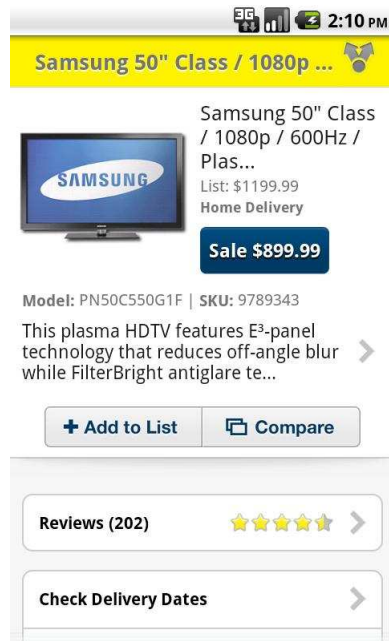 3G 2:10 PM
Samsung 50" Class / 1080p ...
Samsung 50" Class
/ 1080p / 600Hz /
Plas...
List: $1199.99
Home Delivery
SAMSUNG
Sale $899.99
Model: PN50C550G1F | SKU: 9789343
This plasma HDTV features E³-panel
technology that reduces off-angle blur
while FilterBright antiglare te...
+ Add to List Compare
Reviews (202)
Check Delivery Dates